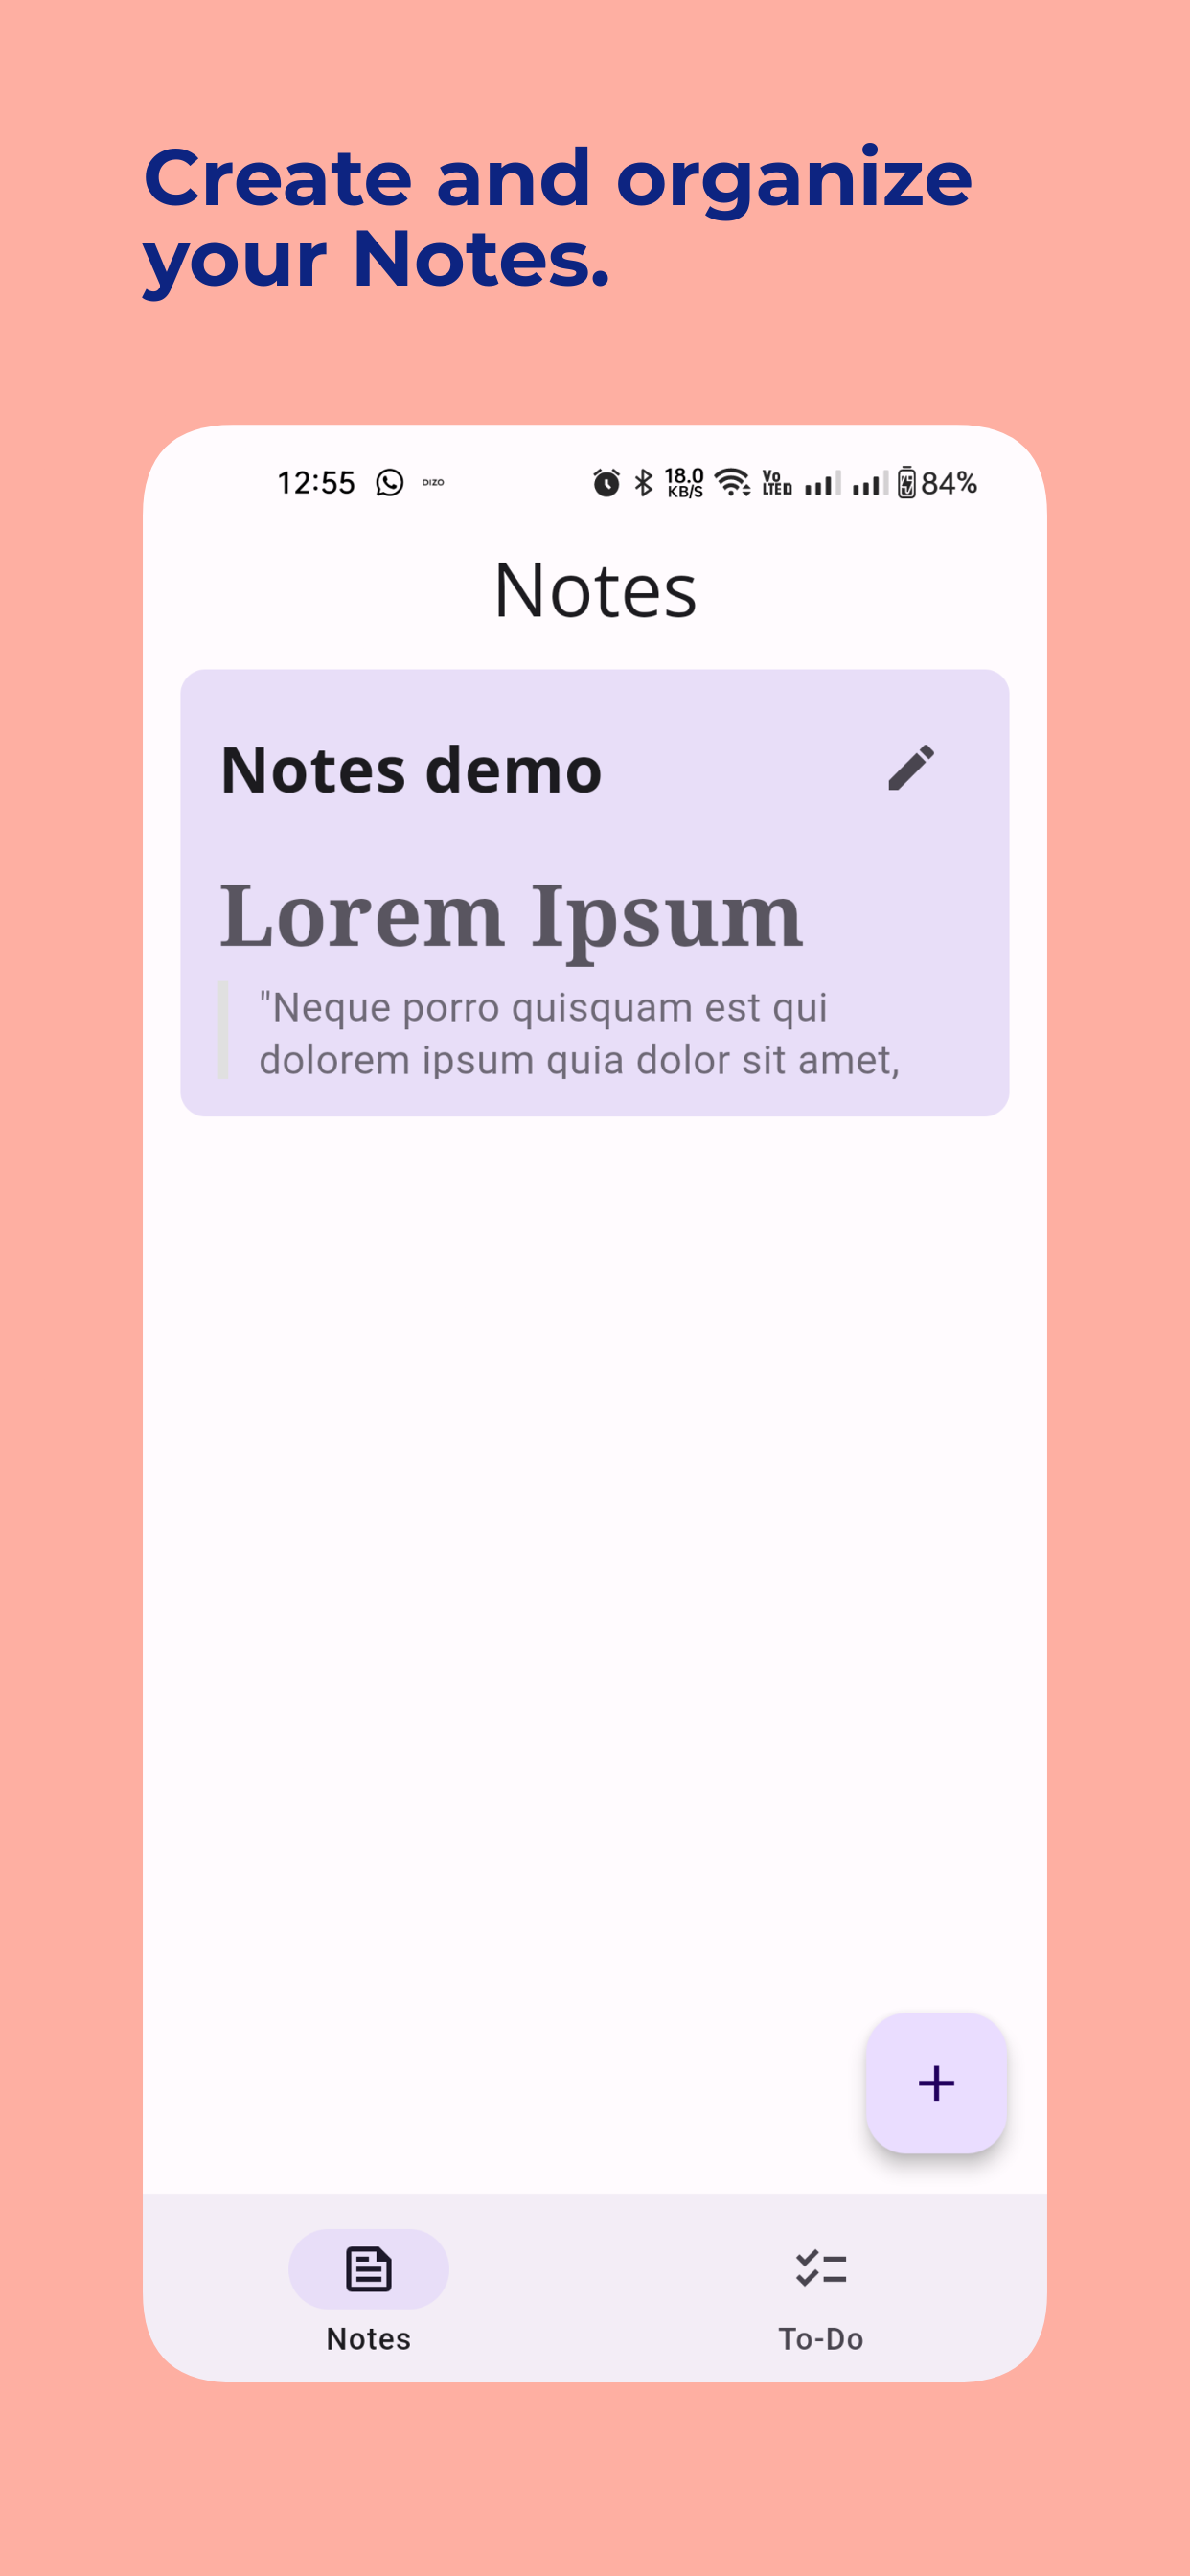 Create and organize
your Notes.
12:55 DIZO 18.0 KB/S Vo LTE D 84%
Notes
Notes demo
Lorem Ipsum
"Neque porro quisquam est qui
dolorem ipsum quia dolor sit amet,
Notes To-Do